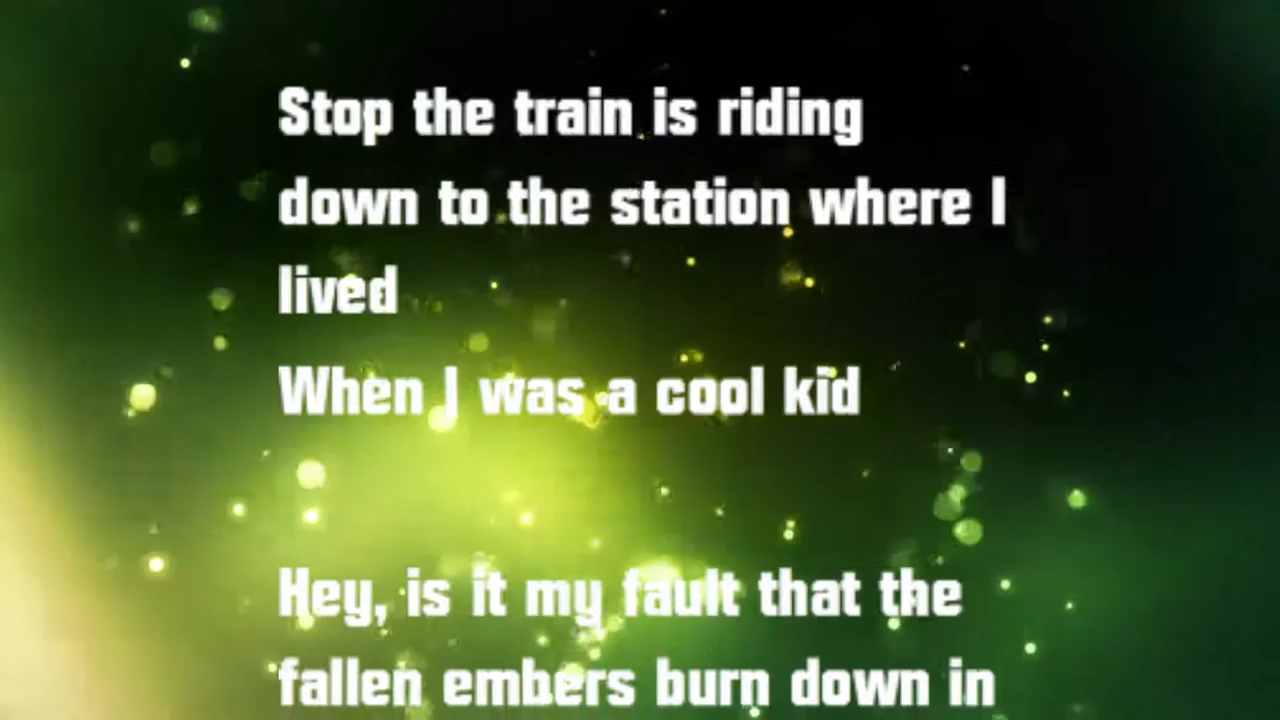 Stop the train is riding
down to the station where I
lived
When I was a cool kid
Hey, is it my fault that the
fallen embers burn down in